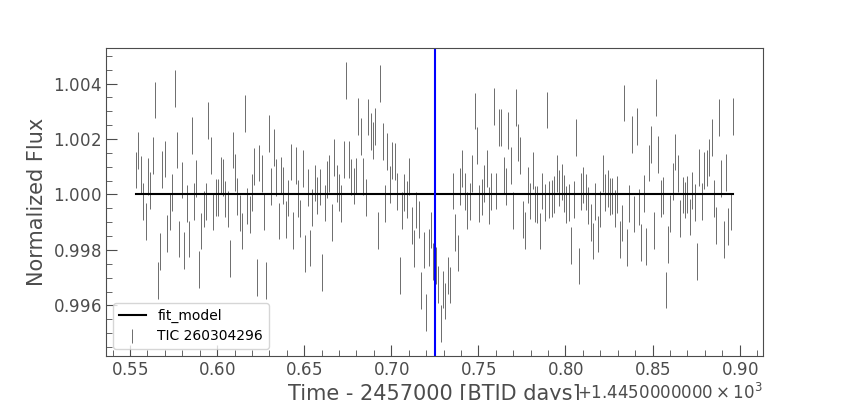 Normalized Flux
1.004
1.002
1.000
0.998
0.996
fit_model
TIC 260304296
0.55 0.60 0.65 0.70 0.75 0.80 0.85 0.90
Time - 2457000 [BTJD days]
+1.4450000000 × 10³